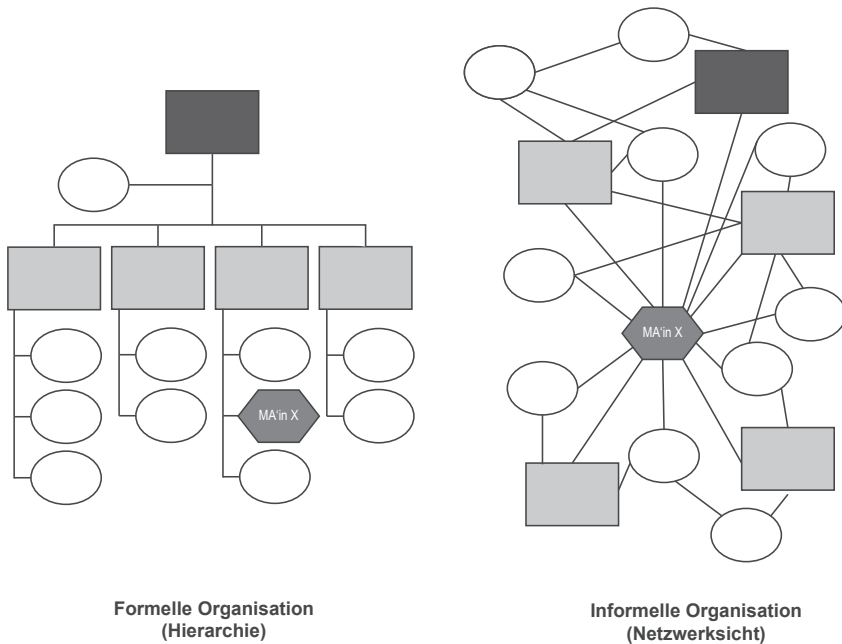 MA‘in X
MA‘in X
Formelle Organisation
(Hierarchie)
Informelle Organisation
(Netzwerksicht)